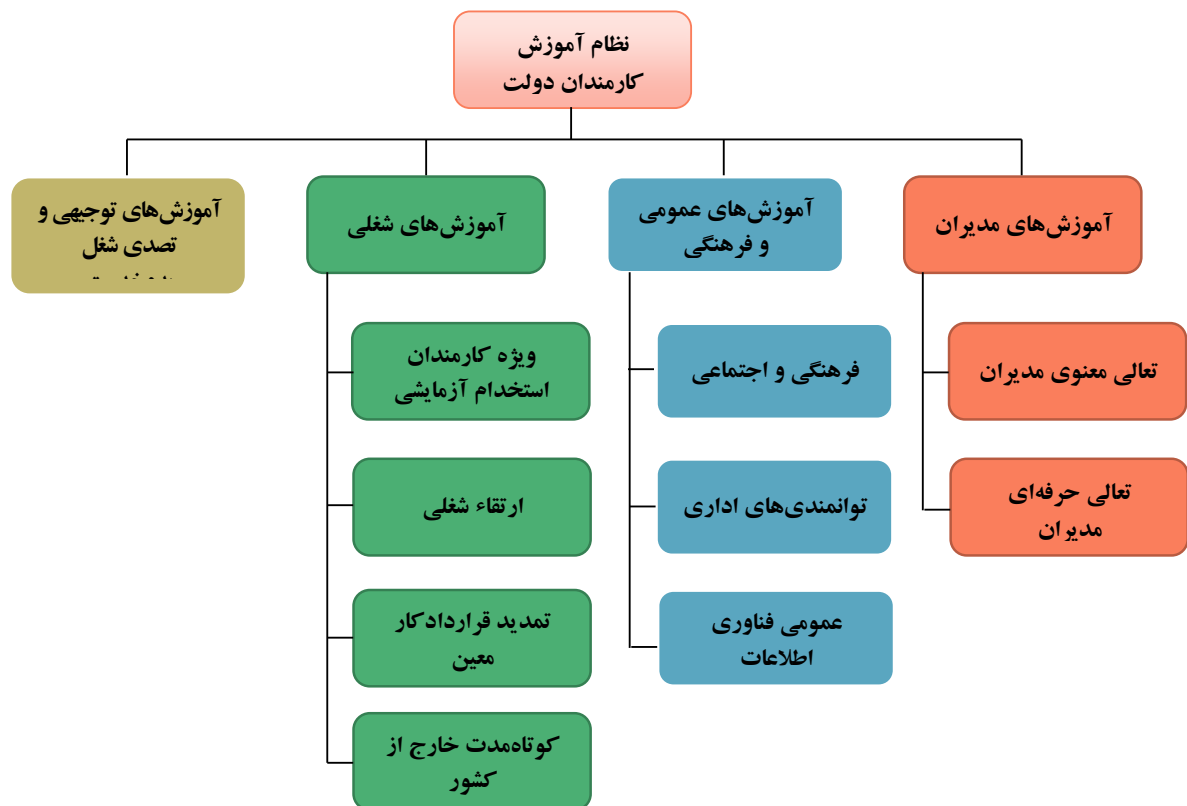 نظام آموزش
کارمندان دولت
آموزش‌های مدیران
تعالی معنوی مدیران
تعالی حرفه‌ای
مدیران
آموزش‌های عمومی
و فرهنگی
فرهنگی و اجتماعی
توانمندی‌های اداری
عمومی فناوری
اطلاعات
آموزش‌های شغلی
ویژه کارمندان
استخدام آزمایشی
ارتقاء شغلی
تمدید قراردادکار
معین
کوتاه‌مدت خارج از
کشور
آموزش‌های توجیهی و
تصدی شغل